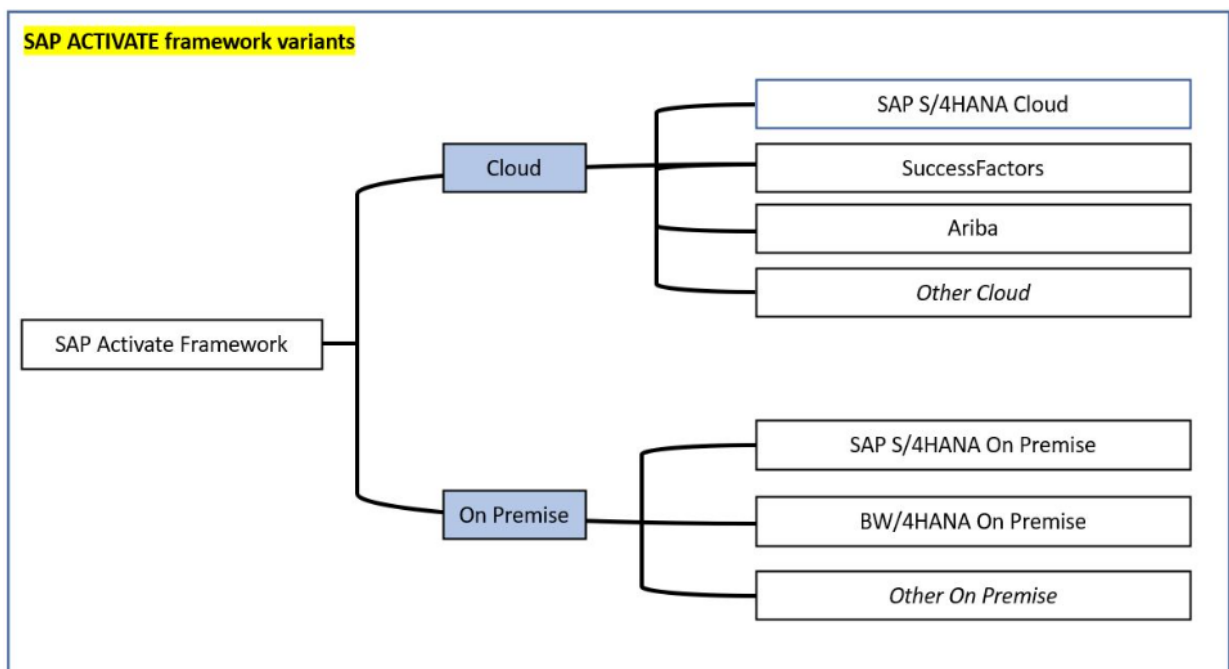 SAP ACTIVATE framework variants
SAP S/4HANA Cloud
Cloud
SuccessFactors
Ariba
Other Cloud
SAP Activate Framework
SAP S/4HANA On Premise
On Premise
BW/4HANA On Premise
Other On Premise